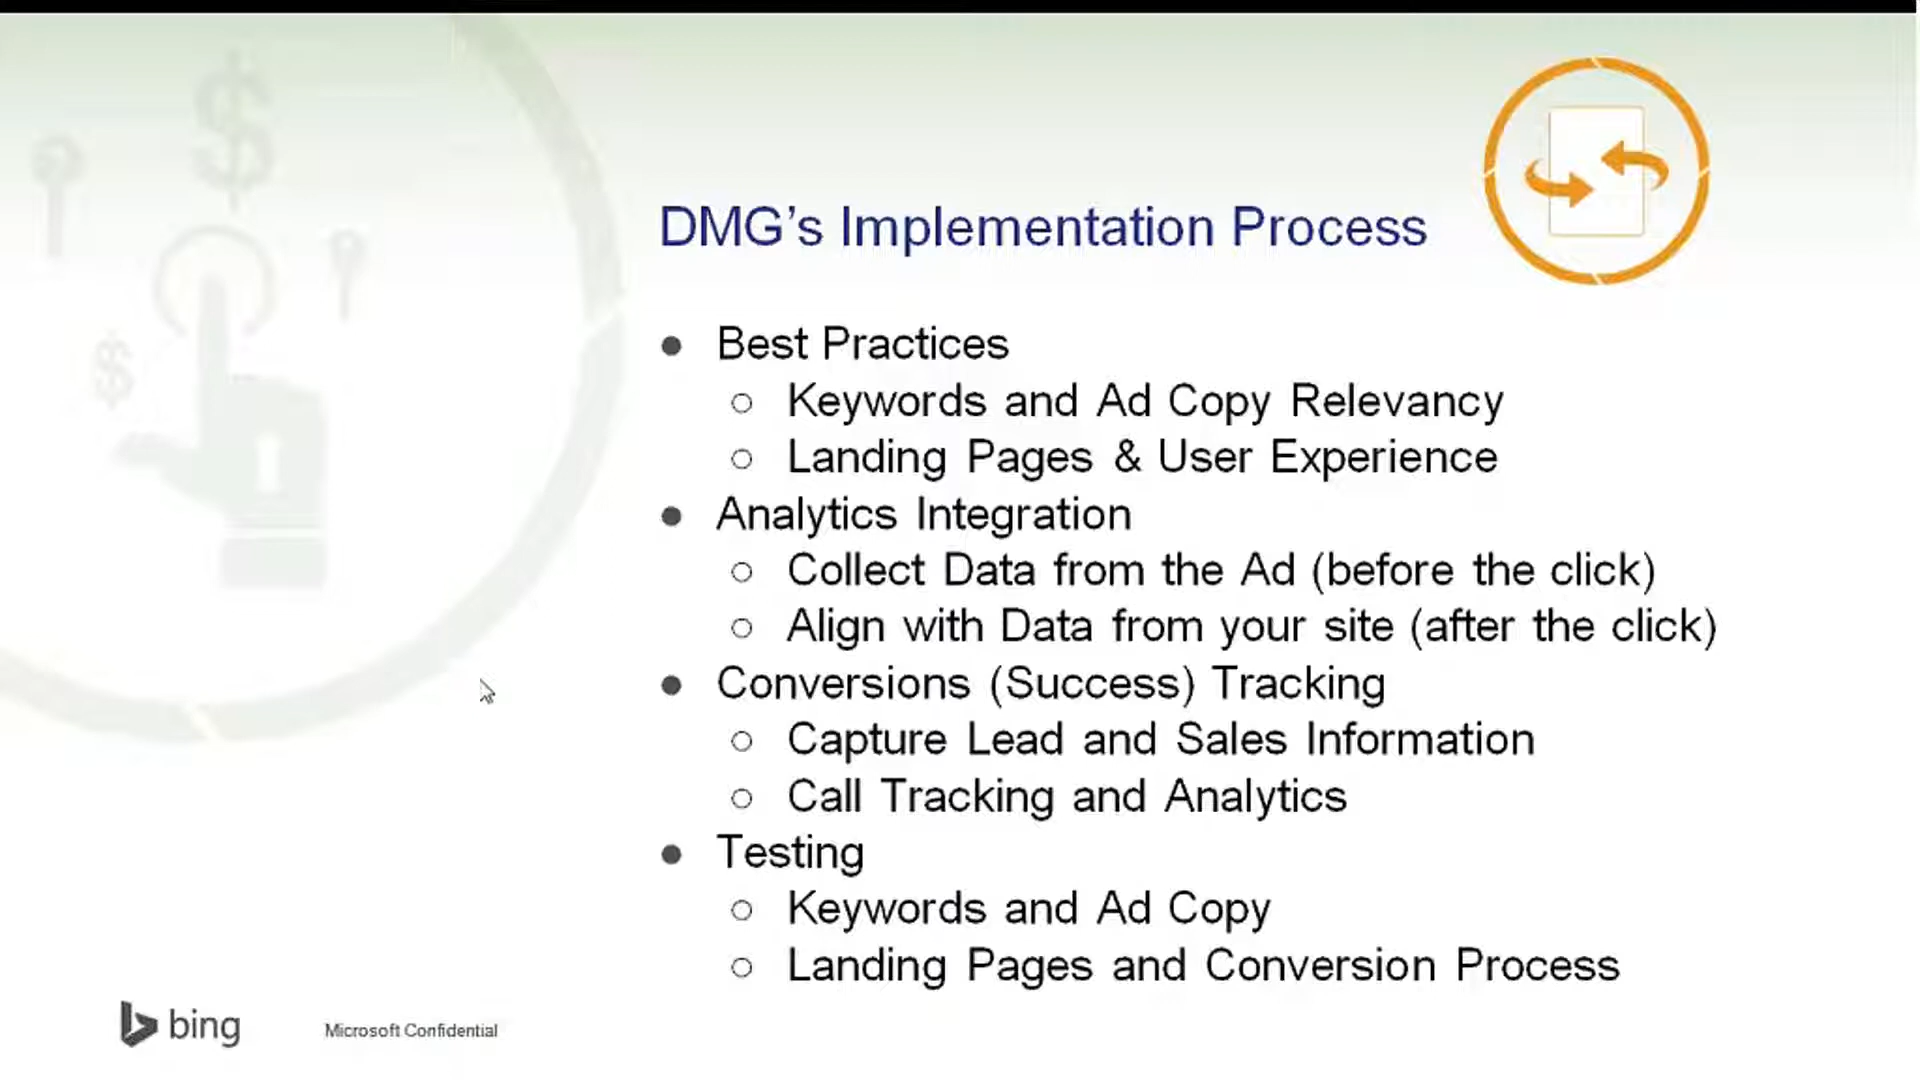 DMG’s Implementation Process
● Best Practices
○ Keywords and Ad Copy Relevancy
○ Landing Pages & User Experience
● Analytics Integration
○ Collect Data from the Ad (before the click)
○ Align with Data from your site (after the click)
● Conversions (Success) Tracking
○ Capture Lead and Sales Information
○ Call Tracking and Analytics
● Testing
○ Keywords and Ad Copy
○ Landing Pages and Conversion Process
bing
Microsoft Confidential